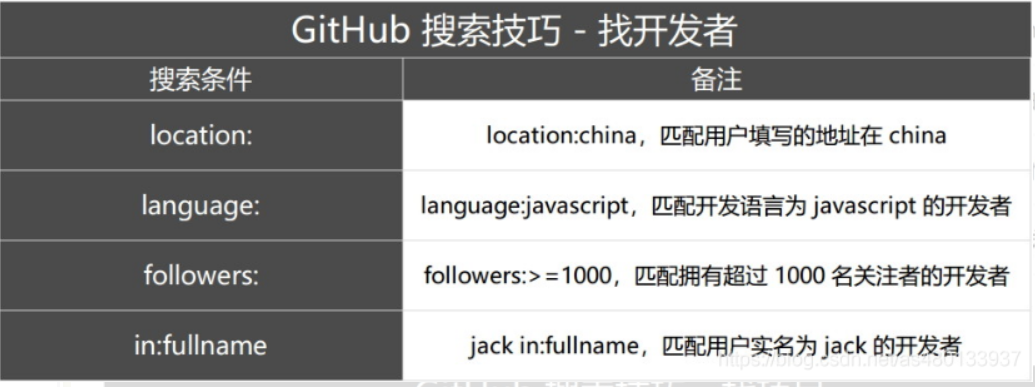 GitHub 搜索技巧 - 找开发者
搜索条件 备注
location: location:china，匹配用户填写的地址在 china
language: language:javascript，匹配开发语言为 javascript 的开发者
followers: followers:>=1000，匹配拥有超过 1000 名关注者的开发者
in:fullname jack in:fullname，匹配用户实名为 jack 的开发者
https://blog.csdn.net/as480133937